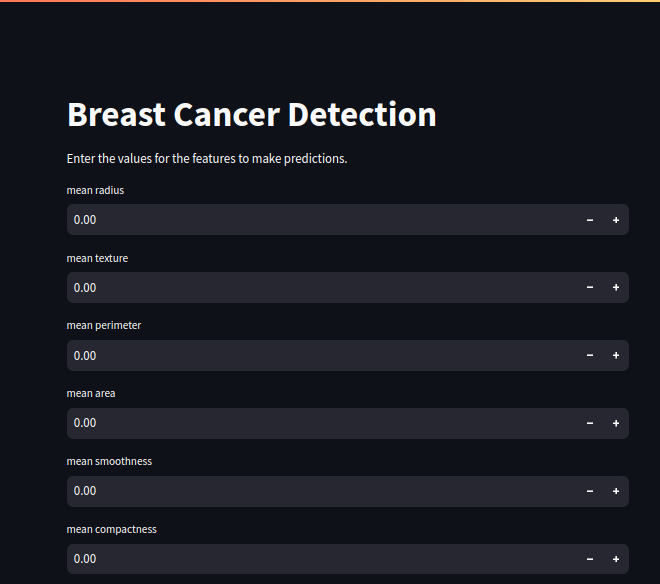 Breast Cancer Detection
Enter the values for the features to make predictions.
mean radius
0.00 − +
mean texture
0.00 − +
mean perimeter
0.00 − +
mean area
0.00 − +
mean smoothness
0.00 − +
mean compactness
0.00 − +